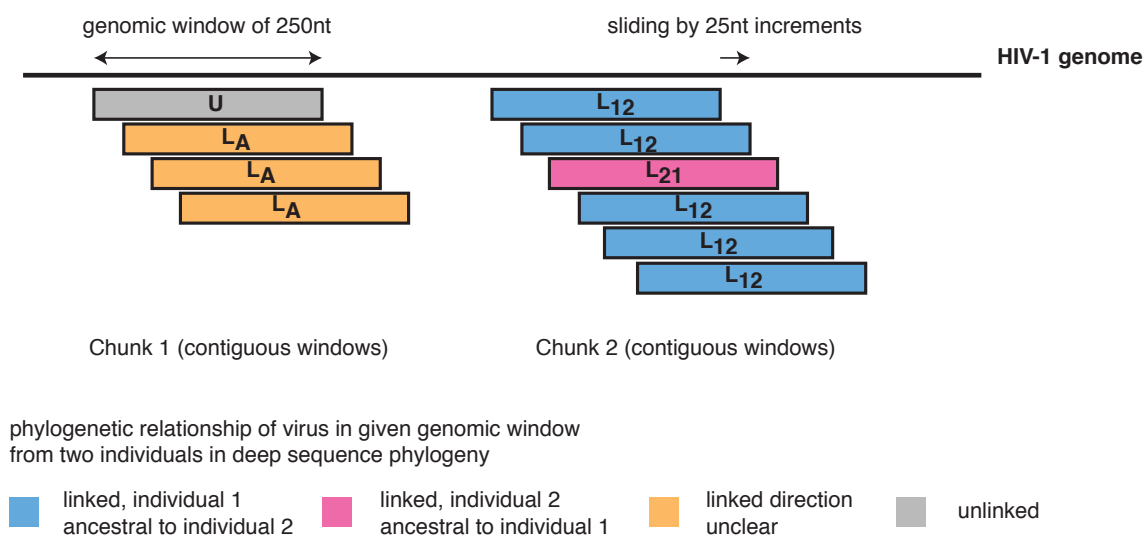 genomic window of 250nt
sliding by 25nt increments
HIV-1 genome
U
LA
LA
LA
L12
L12
L21
L12
L12
L12
Chunk 1 (contiguous windows)
Chunk 2 (contiguous windows)
phylogenetic relationship of virus in given genomic window
from two individuals in deep sequence phylogeny
linked, individual 1
ancestral to individual 2
linked, individual 2
ancestral to individual 1
linked direction
unclear
unlinked